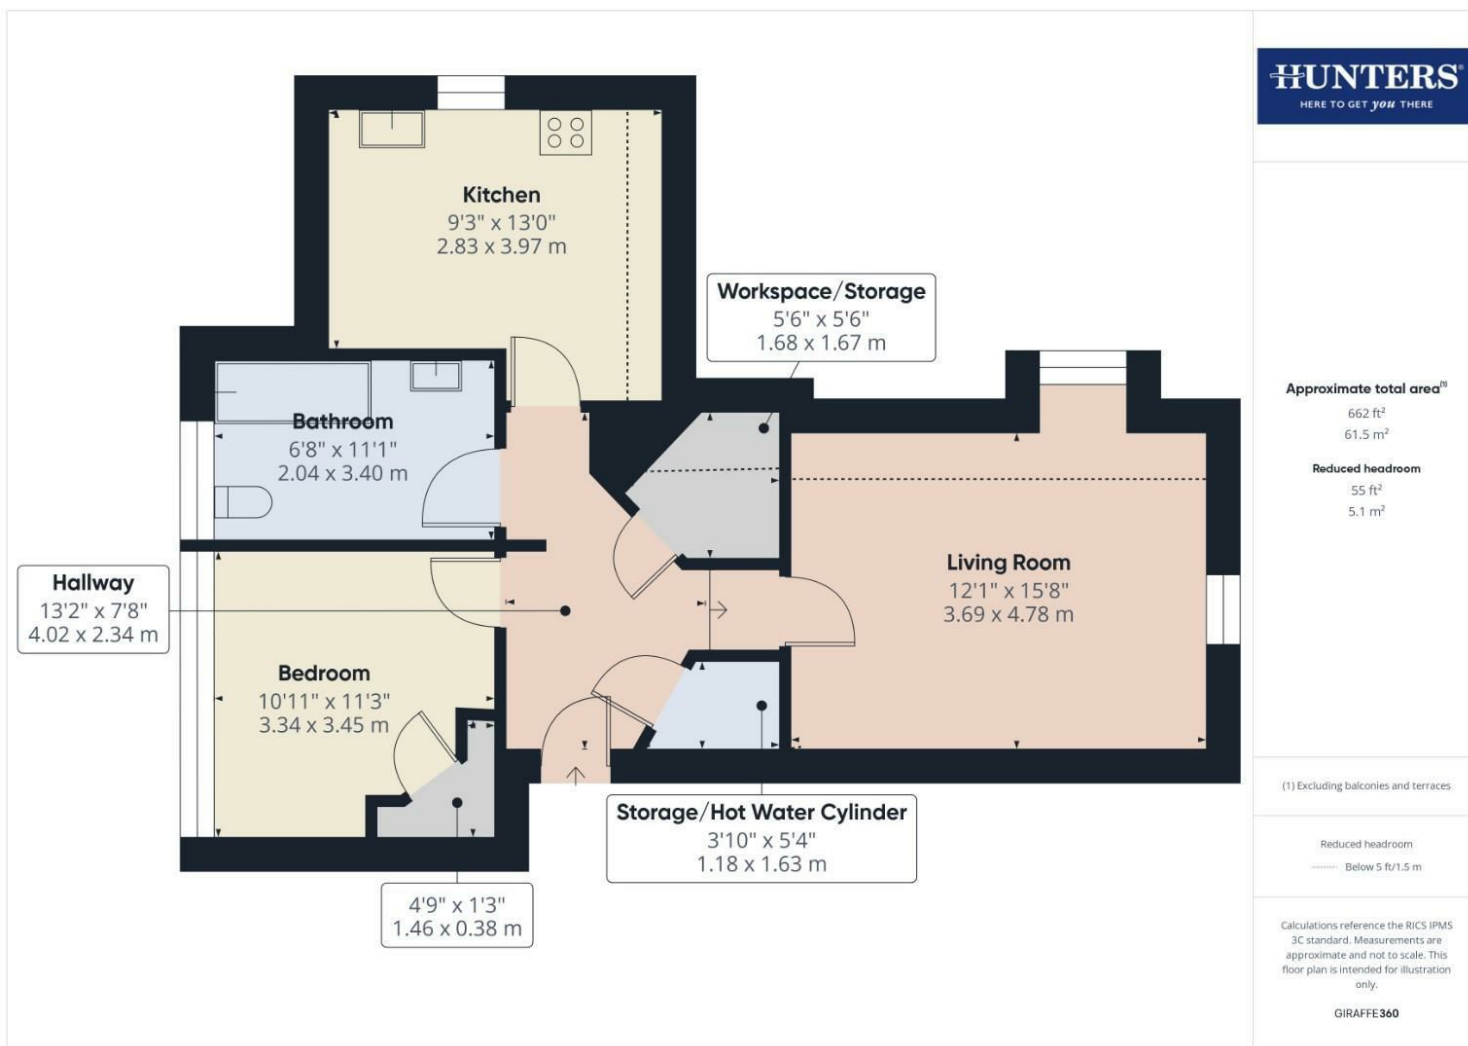 HUNTERS®
HERE TO GET you THERE
Kitchen
9'3" x 13'0"
2.83 x 3.97 m
Workspace/Storage
5'6" x 5'6"
1.68 x 1.67 m
Bathroom
6'8" x 11'1"
2.04 x 3.40 m
Living Room
12'1" x 15'8"
3.69 x 4.78 m
Hallway
13'2" x 7'8"
4.02 x 2.34 m
Bedroom
10'11" x 11'3"
3.34 x 3.45 m
Storage/Hot Water Cylinder
3'10" x 5'4"
1.18 x 1.63 m
4'9" x 1'3"
1.46 x 0.38 m
Approximate total area(1)
662 ft²
61.5 m²
Reduced headroom
55 ft²
5.1 m²
(1) Excluding balconies and terraces
Reduced headroom
Below 5 ft/1.5 m
Calculations reference the RICS IPMS
3C standard. Measurements are
approximate and not to scale. This
floor plan is intended for illustration
only.
GIRAFFE360